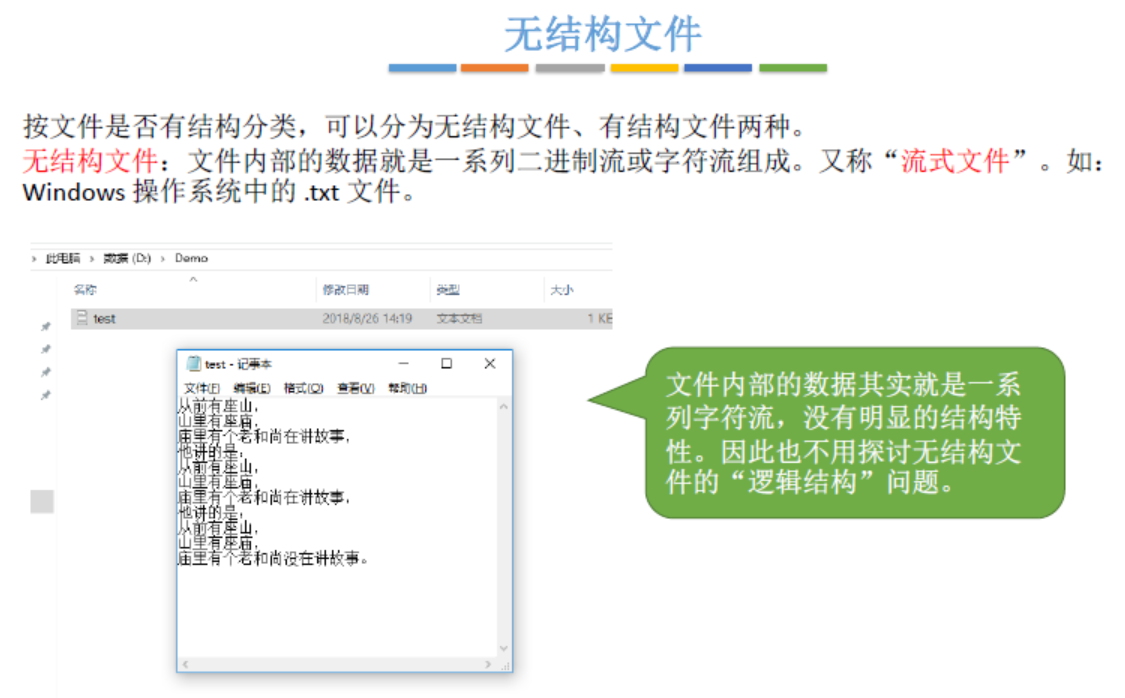 无结构文件
按文件是否有结构分类，可以分为无结构文件、有结构文件两种。
无结构文件：文件内部的数据就是一系列二进制流或字符流组成。又称“流式文件”。如：
Windows 操作系统中的 .txt 文件。
› 此电脑 › 数据 (D:) › Demo
名称 修改日期 类型 大小
test 2018/8/26 14:19 文本文档 1 KB
test - 记事本
文件(F) 编辑(E) 格式(O) 查看(V) 帮助(H)
从前有座山，
山里有座庙，
庙里有个老和尚在讲故事，
他讲的是，
从前有座山，
山里有座庙，
庙里有个老和尚在讲故事，
他讲的是，
从前有座山，
山里有座庙，
庙里有个老和尚没在讲故事。
文件内部的数据其实就是一系
列字符流，没有明显的结构特
性。因此也不用探讨无结构文
件的“逻辑结构”问题。